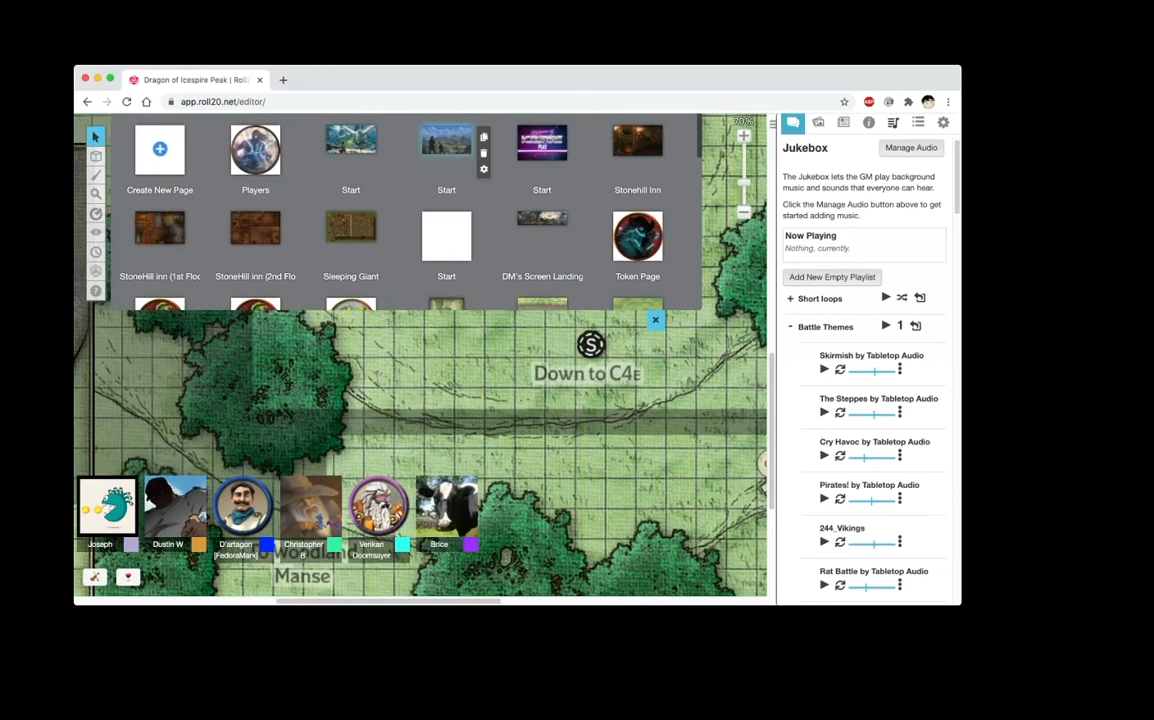 Dragon of Icespire Peak | Roll2
app.roll20.net/editor/
70%
Create New Page
Players
Start
Start
Start
Stonehill Inn
StoneHill inn (1st Floo
StoneHill inn (2nd Flo
Sleeping Giant
Start
DM's Screen Landing
Token Page
S
Down to C4E
Woodland
Manse
Joseph
Dustin W
D'artagon
[FedoraMark]
Christopher
B.
Verikan
Doomsayer
Brice
Jukebox
Manage Audio
The Jukebox lets the GM play background
music and sounds that everyone can hear.
Click the Manage Audio button above to get
started adding music.
Now Playing
Nothing, currently.
Add New Empty Playlist
+ Short loops
- Battle Themes
1
Skirmish by Tabletop Audio
The Steppes by Tabletop Audio
Cry Havoc by Tabletop Audio
Pirates! by Tabletop Audio
244_Vikings
Rat Battle by Tabletop Audio